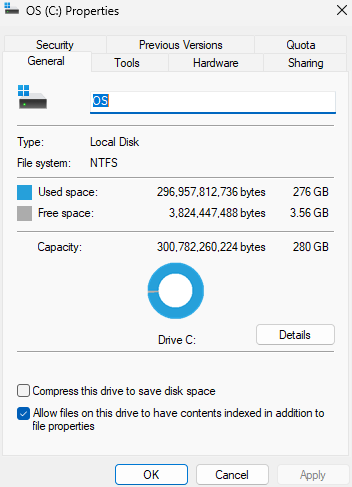 OS (C:) Properties
Security Previous Versions Quota
General Tools Hardware Sharing
OS
Type: Local Disk
File system: NTFS
Used space: 296,957,812,736 bytes 276 GB
Free space: 3,824,447,488 bytes 3.56 GB
Capacity: 300,782,260,224 bytes 280 GB
Drive C: Details
Compress this drive to save disk space
Allow files on this drive to have contents indexed in addition to
file properties
OK Cancel Apply